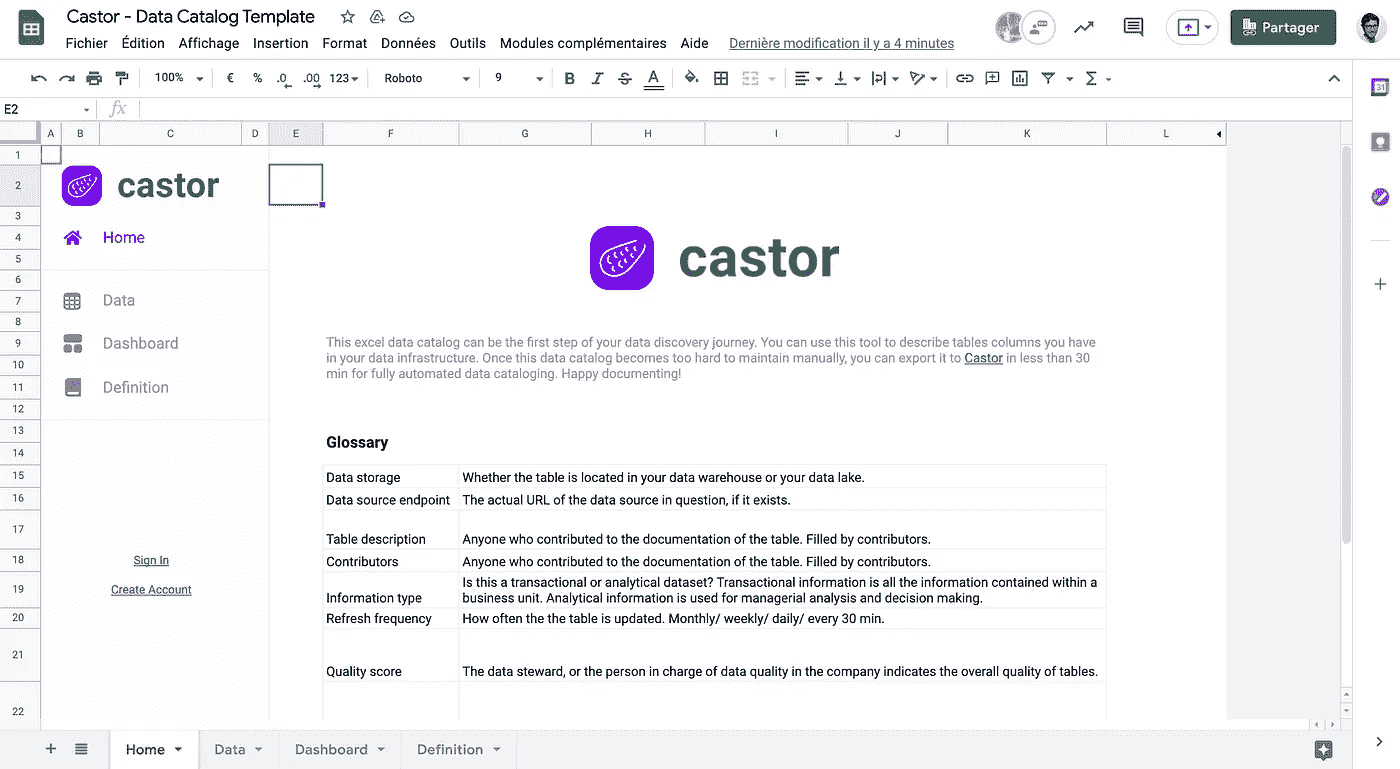 Castor - Data Catalog Template
Fichier Édition Affichage Insertion Format Données Outils Modules complémentaires Aide Dernière modification il y a 4 minutes
Partager
100% € % .0 .00 123 Roboto 9 B I S A
31
E2 fx
A B C D E F G H I J K L
1
2 castor
3
4 Home
castor
5
6
7 Data
8
9 Dashboard
This excel data catalog can be the first step of your data discovery journey. You can use this tool to describe tables columns you have
in your data infrastructure. Once this data catalog becomes too hard to maintain manually, you can export it to Castor in less than 30
10
min for fully automated data cataloging. Happy documenting!
11 Definition
12
13 Glossary
14
15 Data storage Whether the table is located in your data warehouse or your data lake.
16 Data source endpoint The actual URL of the data source in question, if it exists.
17 Table description Anyone who contributed to the documentation of the table. Filled by contributors.
18 Sign In Contributors Anyone who contributed to the documentation of the table. Filled by contributors.
Is this a transactional or analytical dataset? Transactional information is all the information contained within a
19 Create Account Information type business unit. Analytical information is used for managerial analysis and decision making.
20 Refresh frequency How often the the table is updated. Monthly/ weekly/ daily/ every 30 min.
21 Quality score The data steward, or the person in charge of data quality in the company indicates the overall quality of tables.
22
Home Data Dashboard Definition